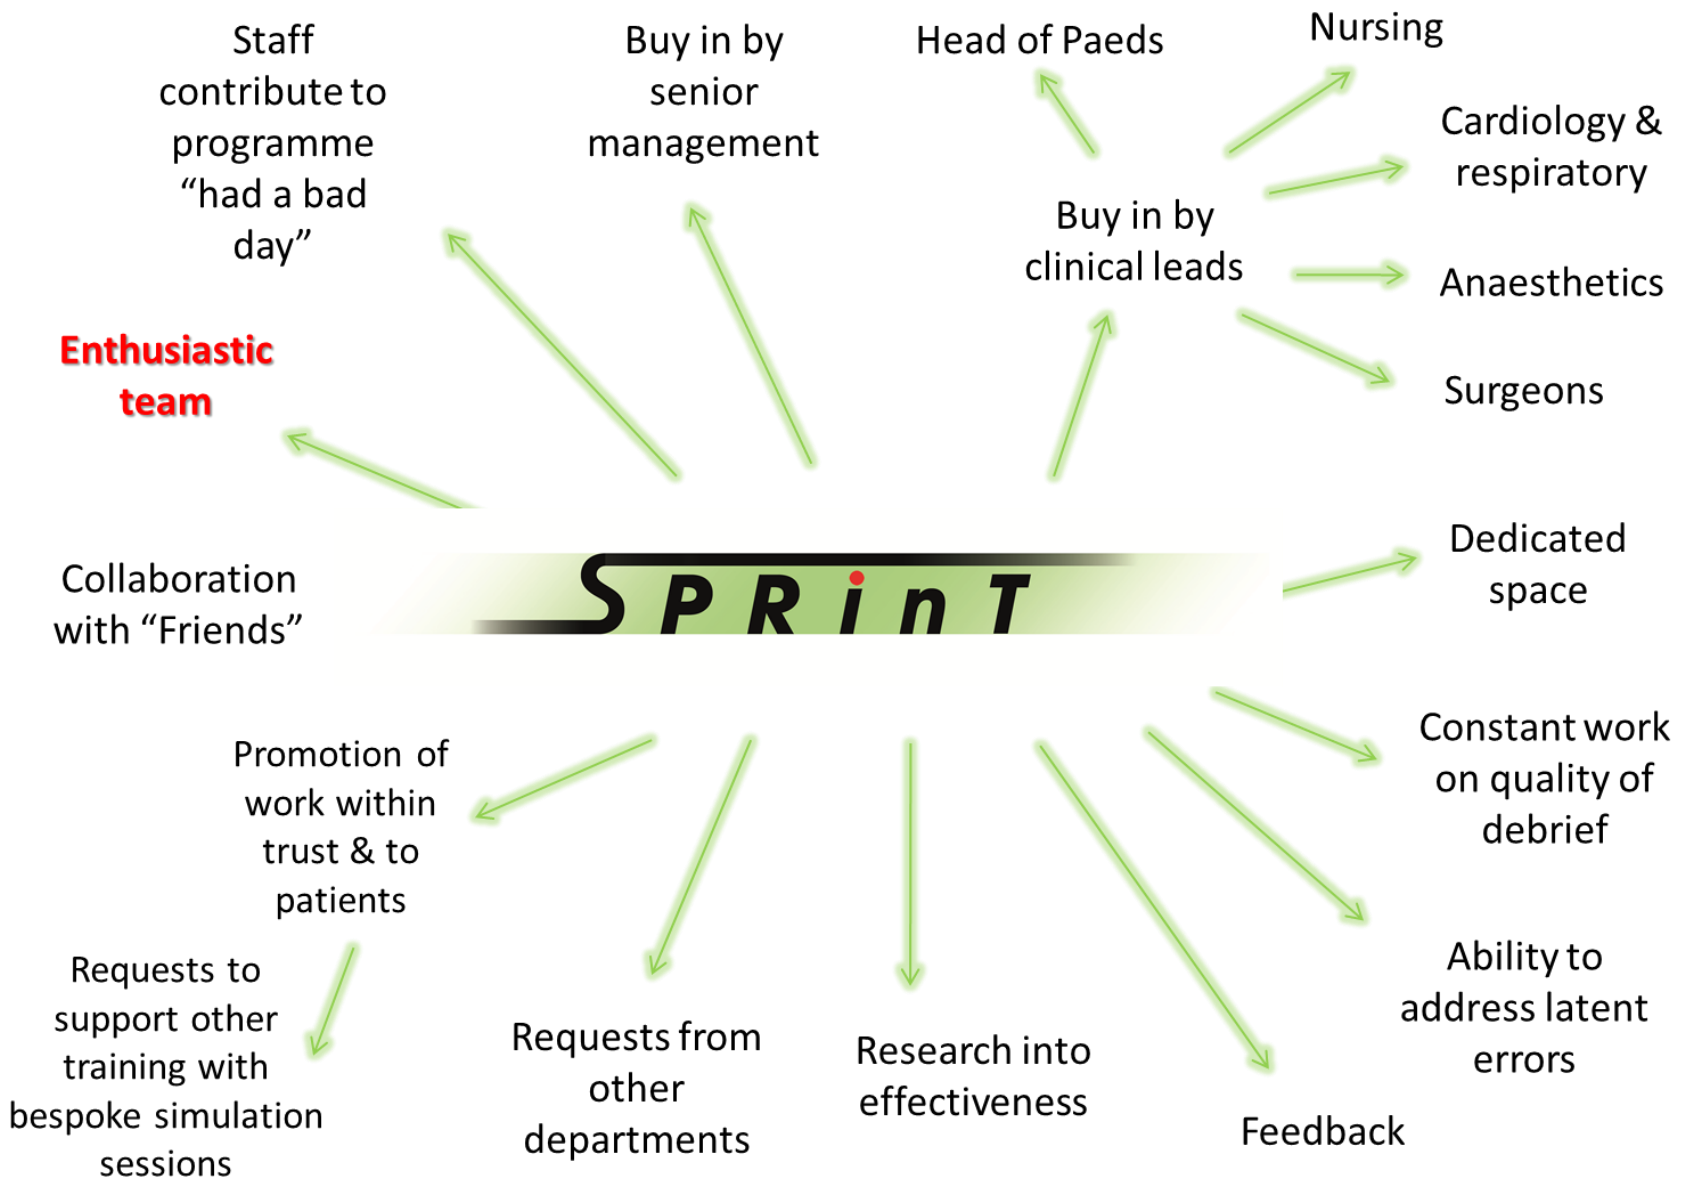 Staff
contribute to
programme
“had a bad
day”
Buy in by
senior
management
Head of Paeds
Nursing
Cardiology &
respiratory
Buy in by
clinical leads
Anaesthetics
Surgeons
Enthusiastic
team
Collaboration
with “Friends”
SPRinT
Dedicated
space
Constant work
on quality of
debrief
Promotion of
work within
trust & to
patients
Ability to
address latent
errors
Requests to
support other
training with
bespoke simulation
sessions
Requests from
other
departments
Research into
effectiveness
Feedback